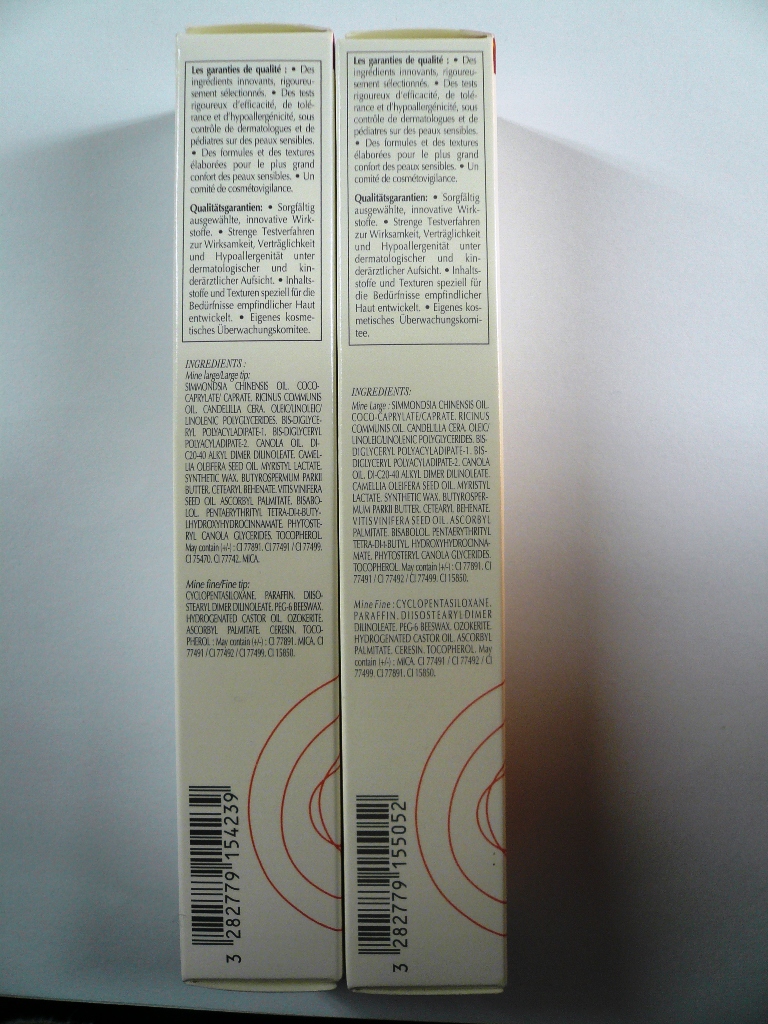 Les garanties de qualité : • Des
ingrédients innovants, rigoureu-
sement sélectionnés. • Des tests
rigoureux d'efficacité, de tolé-
rance et d'hypoallergénicité, sous
contrôle de dermatologues et de
pédiatres sur des peaux sensibles.
• Des formules et des textures
élaborées pour le plus grand
confort des peaux sensibles. • Un
comité de cosmétovigilance.
Qualitätsgarantien: • Sorgfältig
ausgewählte, innovative Wirk-
stoffe. • Strenge Testverfahren
zur Wirksamkeit, Verträglichkeit
und Hypoallergenität unter
dermatologischer und kin-
derärztlicher Aufsicht. • Inhalts-
stoffe und Texturen speziell für die
Bedürfnisse empfindlicher Haut
entwickelt. • Eigenes kosme-
tisches Überwachungskomitee.
INGREDIENTS :
Mine large/Large tip:
SIMMONDSIA CHINENSIS OIL. COCO-
CAPRYLATE/ CAPRATE. RICINUS COMMUNIS
OIL. CANDELILLA CERA. OLEIC/LINOLEIC/
LINOLENIC POLYGLYCERIDES. BIS-DIGLYCE-
RYL POLYACYLADIPATE-1. BIS-DIGLYCERYL
POLYACYLADIPATE-2. CANOLA OIL. DI-
C20-40 ALKYL DIMER DILINOLEATE. CAMEL-
LIA OLEIFERA SEED OIL. MYRISTYL LACTATE.
SYNTHETIC WAX. BUTYROSPERMUM PARKII
BUTTER. CETEARYL BEHENATE. VITIS VINIFERA
SEED OIL. ASCORBYL PALMITATE. BISABO-
LOL. PENTAERYTHRITYL TETRA-DI-t-BUTY-
LHYDROXYHYDROCINNAMATE. PHYTOSTE-
RYL CANOLA GLYCERIDES. TOCOPHEROL.
May contain (+/-) : CI 77891. CI 77491 / CI 77499.
CI 75470. CI 77742. MICA.
Mine fine/Fine tip:
CYCLOPENTASILOXANE. PARAFFIN. DIISO-
STEARYL DIMER DILINOLEATE. PEG-6 BEESWAX.
HYDROGENATED CASTOR OIL. OZOKERITE.
ASCORBYL PALMITATE. CERESIN. TOCO-
PHEROL : May contain (+/-) : CI 77891. MICA. CI
77491 / CI 77492 / CI 77499. CI 15850.
3 282779 154239
Les garanties de qualité : • Des
ingrédients innovants, rigoureu-
sement sélectionnés. • Des tests
rigoureux d'efficacité, de tolé-
rance et d'hypoallergénicité, sous
contrôle de dermatologues et de
pédiatres sur des peaux sensibles.
• Des formules et des textures
élaborées pour le plus grand
confort des peaux sensibles. • Un
comité de cosmétovigilance.
Qualitätsgarantien: • Sorgfältig
ausgewählte, innovative Wirk-
stoffe. • Strenge Testverfahren
zur Wirksamkeit, Verträglichkeit
und Hypoallergenität unter
dermatologischer und kin-
derärztlicher Aufsicht. • Inhalts-
stoffe und Texturen speziell für
die Bedürfnisse empfindlicher
Haut entwickelt. • Eigenes kos-
metisches Überwachungskomi-
tee.
INGREDIENTS:
Mine Large : SIMMONDSIA CHINENSIS OIL.
COCO-CAPRYLATE/CAPRATE. RICINUS
COMMUNIS OIL. CANDELILLA CERA. OLEIC/
LINOLEIC/LINOLENIC POLYGLYCERIDES. BIS-
DIGLYCERYL POLYACYLADIPATE-1. BIS-
DIGLYCERYL POLYACYLADIPATE-2. CANOLA
OIL. DI-C20-40 ALKYL DIMER DILINOLEATE.
CAMELLIA OLEIFERA SEED OIL. MYRISTYL
LACTATE. SYNTHETIC WAX. BUTYROSPER-
MUM PARKII BUTTER. CETEARYL BEHENATE.
VITIS VINIFERA SEED OIL. ASCORBYL
PALMITATE. BISABOLOL. PENTAERYTHRITYL
TETRA-DI-t-BUTYL HYDROXYHYDROCINNA-
MATE. PHYTOSTERYL CANOLA GLYCERIDES.
TOCOPHEROL. May contain (+/-) : CI 77891. CI
77491 / CI 77492 / CI 77499. CI 15850.
Mine Fine : CYCLOPENTASILOXANE.
PARAFFIN. DIISOSTEARYL DIMER
DILINOLEATE. PEG-6 BEESWAX. OZOKERITE.
HYDROGENATED CASTOR OIL. ASCORBYL
PALMITATE. CERESIN. TOCOPHEROL. May
contain (+/-) : MICA. CI 77491 / CI 77492 / CI
77499. CI 77891. CI 15850.
3 282779 155052